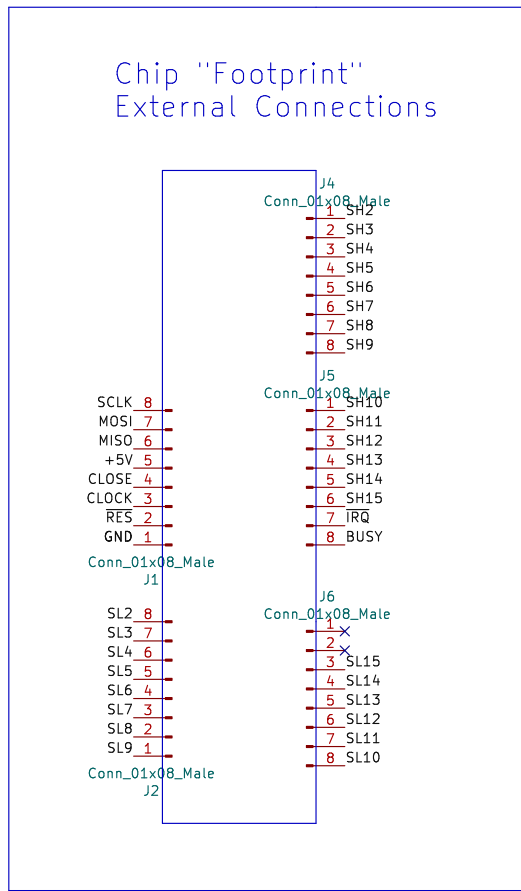 Chip "Footprint"
External Connections
J4
Conn_01x08_Male
1 SH2
2 SH3
3 SH4
4 SH5
5 SH6
6 SH7
7 SH8
8 SH9
J5
Conn_01x08_Male
1 SH10
2 SH11
3 SH12
4 SH13
5 SH14
6 SH15
7 IRQ
8 BUSY
SCLK 8
MOSI 7
MISO 6
+5V 5
CLOSE 4
CLOCK 3
RES 2
GND 1
Conn_01x08_Male
J1
J6
Conn_01x08_Male
1
2
3 SL15
4 SL14
5 SL13
6 SL12
7 SL11
8 SL10
SL2 8
SL3 7
SL4 6
SL5 5
SL6 4
SL7 3
SL8 2
SL9 1
Conn_01x08_Male
J2